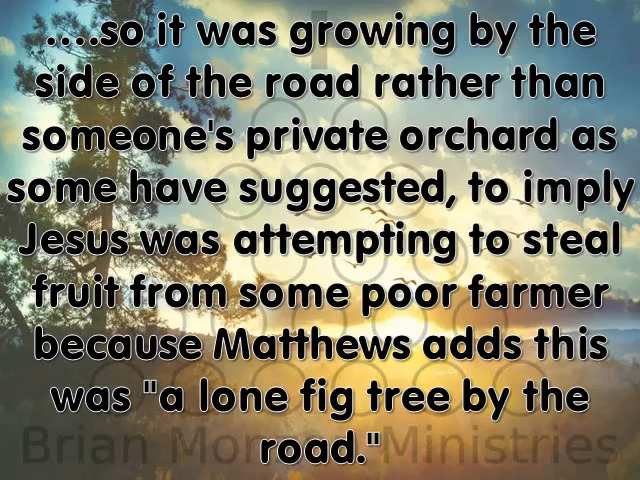 ....so it was growing by the
side of the road rather than
someone's private orchard as
some have suggested, to imply
Jesus was attempting to steal
fruit from some poor farmer
because Matthews adds this
was "a lone fig tree by the
road."
Brian Ministries